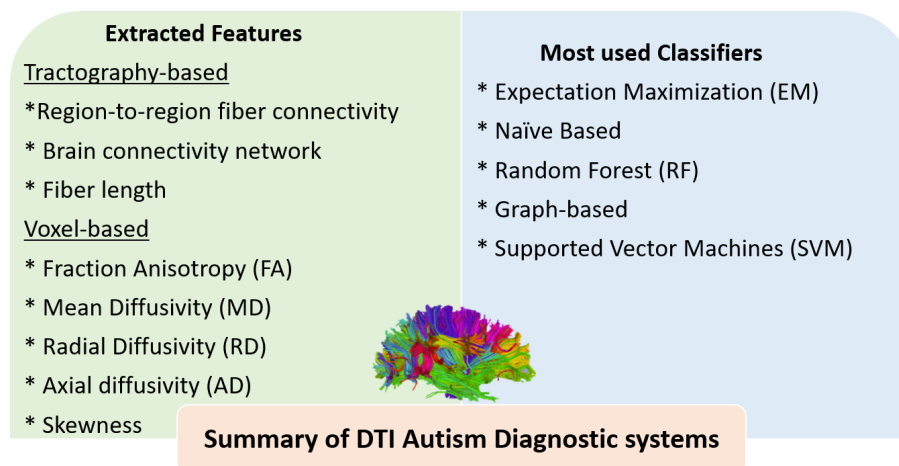 Extracted Features
Tractography-based
*Region-to-region fiber connectivity
* Brain connectivity network
* Fiber length
Voxel-based
* Fraction Anisotropy (FA)
* Mean Diffusivity (MD)
* Radial Diffusivity (RD)
* Axial diffusivity (AD)
* Skewness
Most used Classifiers
* Expectation Maximization (EM)
* Naïve Based
* Random Forest (RF)
* Graph-based
* Supported Vector Machines (SVM)
Summary of DTI Autism Diagnostic systems